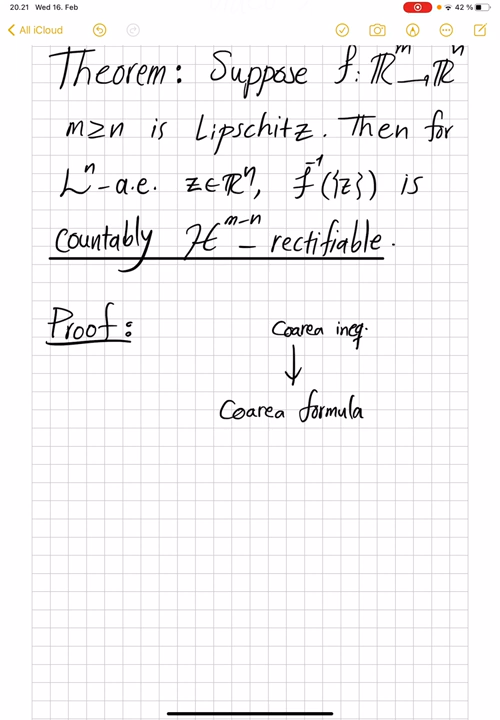 20.21 Wed 16. Feb 42 %
All iCloud
Theorem: Suppose f: ℝ^m → ℝ^n
m ≥ n is Lipschitz. Then for
L^n - a.e. z ∈ ℝ^n, f^-1({z}) is
countably ℋ^m-n - rectifiable.
Proof: Coarea ineq.
↓
Coarea formula